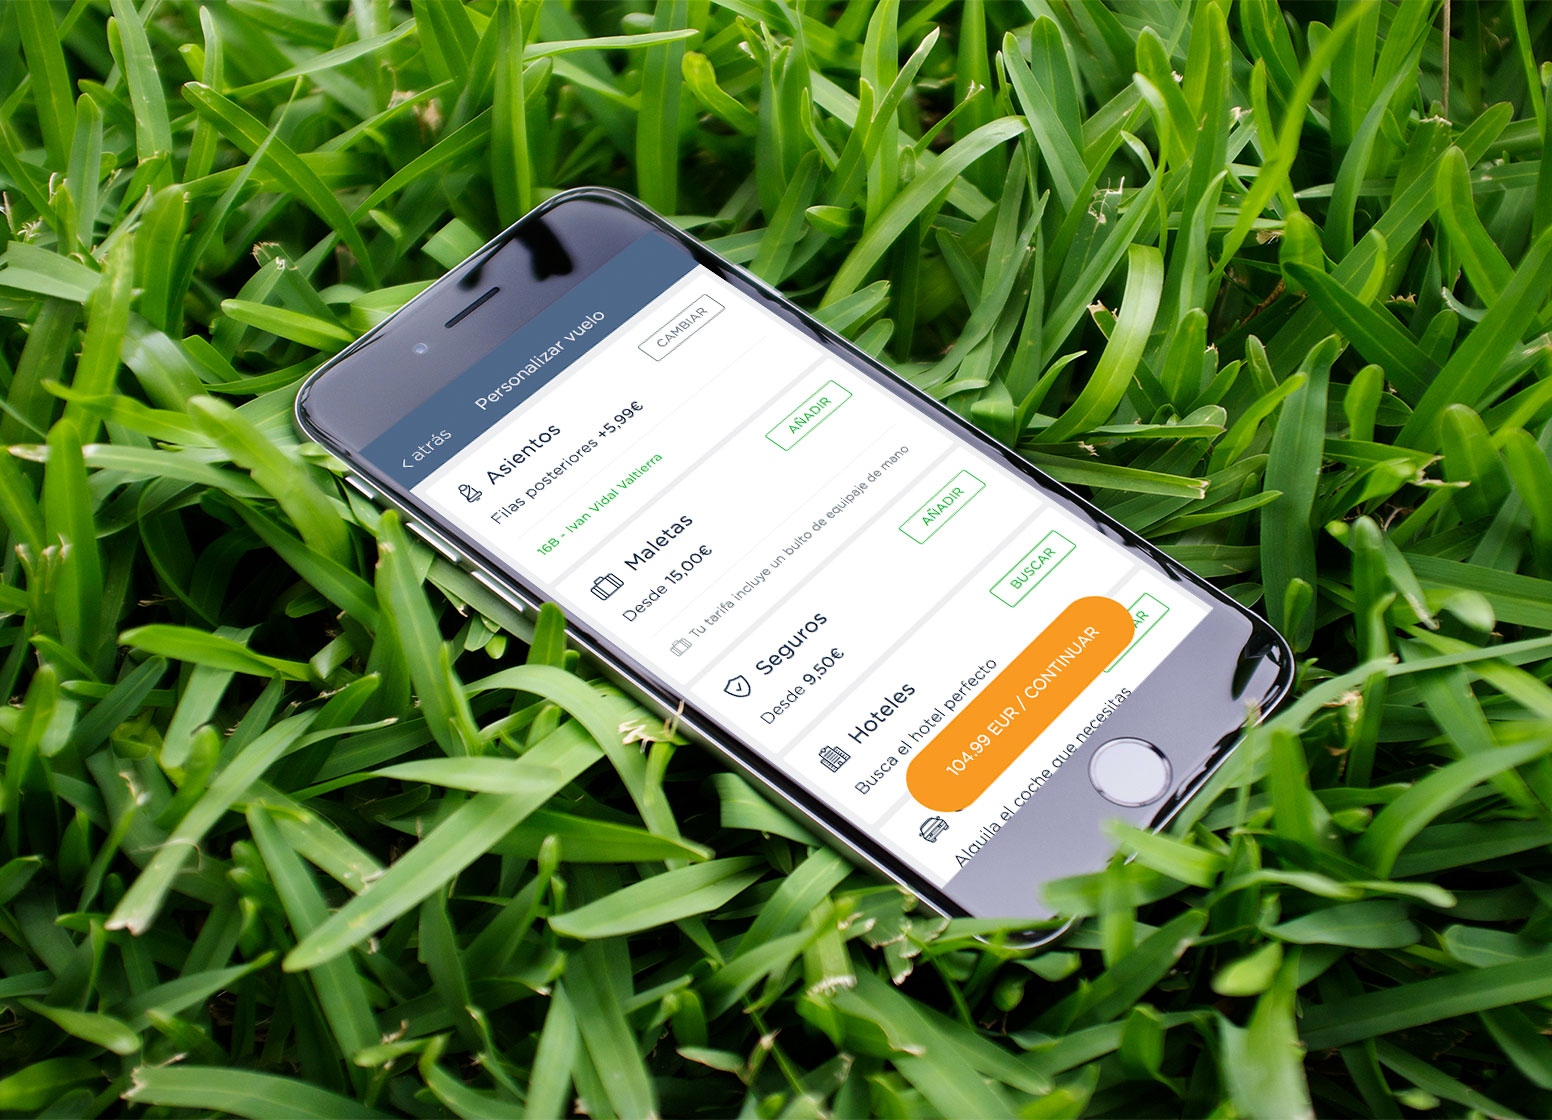 < atrás
Personalizar vuelo
Asientos
CAMBIAR
Filas posteriores +5,99€
16B - Ivan Vidal Valtierra
Maletas
AÑADIR
Desde 15,00€
Tu tarifa incluye un bulto de equipaje de mano
Seguros
AÑADIR
Desde 9,50€
Hoteles
BUSCAR
Busca el hotel perfecto
104.99 EUR / CONTINUAR
Alquila el coche que necesitas